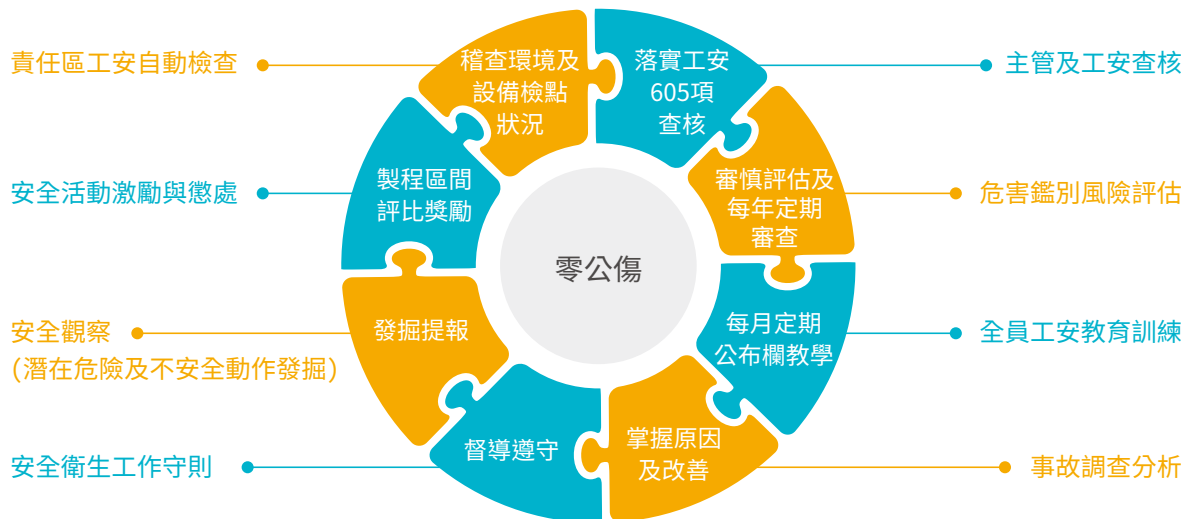 責任區工安自動檢查
稽查環境及
設備檢點
狀況
落實工安
605項
查核
主管及工安查核
安全活動激勵與懲處
製程區間
評比獎勵
審慎評估及
每年定期
審查
危害鑑別風險評估
零公傷
安全觀察
(潛在危險及不安全動作發掘)
發掘提報
每月定期
公布欄教學
全員工安教育訓練
安全衛生工作守則
督導遵守
掌握原因
及改善
事故調查分析